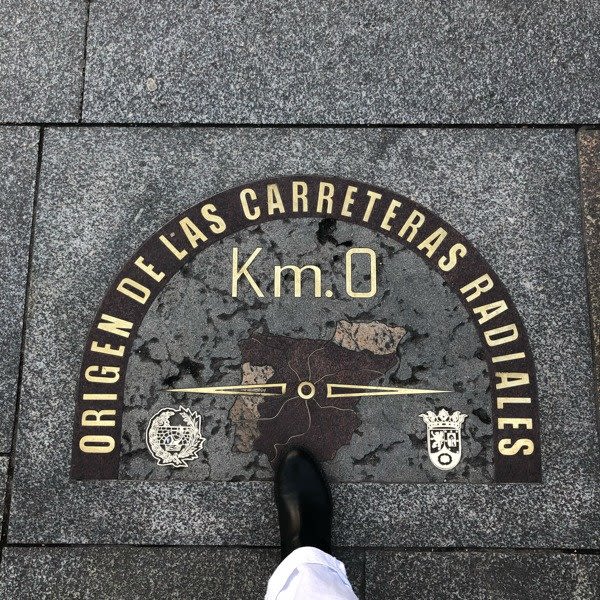 ORIGEN DE LAS CARRETERAS RADIALES
Km.0